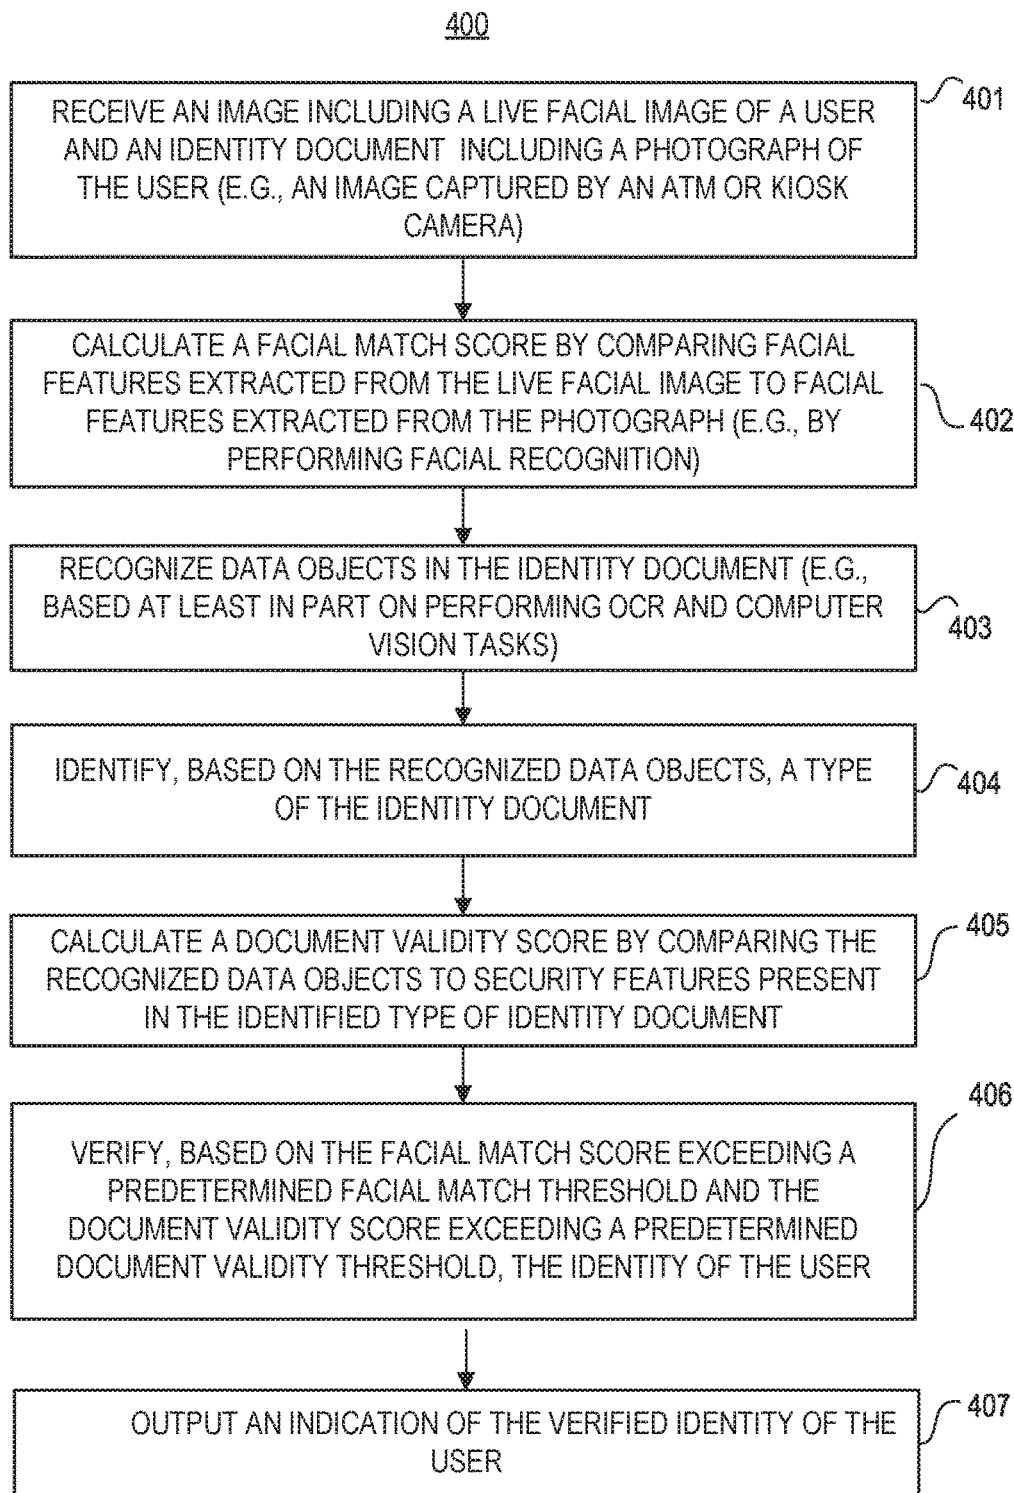 400
401
RECEIVE AN IMAGE INCLUDING A LIVE FACIAL IMAGE OF A USER
AND AN IDENTITY DOCUMENT INCLUDING A PHOTOGRAPH OF
THE USER (E.G., AN IMAGE CAPTURED BY AN ATM OR KIOSK
CAMERA)
CALCULATE A FACIAL MATCH SCORE BY COMPARING FACIAL
FEATURES EXTRACTED FROM THE LIVE FACIAL IMAGE TO FACIAL
FEATURES EXTRACTED FROM THE PHOTOGRAPH (E.G., BY
PERFORMING FACIAL RECOGNITION)
402
RECOGNIZE DATA OBJECTS IN THE IDENTITY DOCUMENT (E.G.,
BASED AT LEAST IN PART ON PERFORMING OCR AND COMPUTER
VISION TASKS)
403
IDENTIFY, BASED ON THE RECOGNIZED DATA OBJECTS, A TYPE
OF THE IDENTITY DOCUMENT
404
CALCULATE A DOCUMENT VALIDITY SCORE BY COMPARING THE
RECOGNIZED DATA OBJECTS TO SECURITY FEATURES PRESENT
IN THE IDENTIFIED TYPE OF IDENTITY DOCUMENT
405
406
VERIFY, BASED ON THE FACIAL MATCH SCORE EXCEEDING A
PREDETERMINED FACIAL MATCH THRESHOLD AND THE
DOCUMENT VALIDITY SCORE EXCEEDING A PREDETERMINED
DOCUMENT VALIDITY THRESHOLD, THE IDENTITY OF THE USER
OUTPUT AN INDICATION OF THE VERIFIED IDENTITY OF THE
USER
407